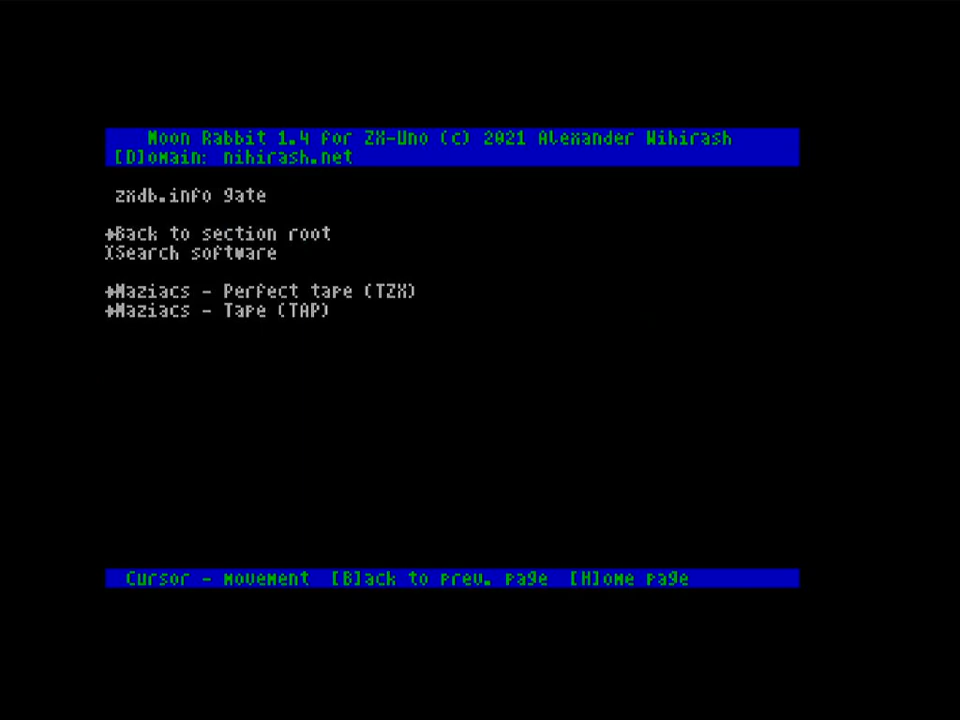 Moon Rabbit 1.4 for ZX-Uno (c) 2021 Alexander Nihirash
[D]omain: nihirash.net
zxdb.info gate
Back to section root
Search software
Maziacs - Perfect tape (TZX)
Maziacs - Tape (TAP)
Cursor - movement [B]ack to prev. page [H]ome page